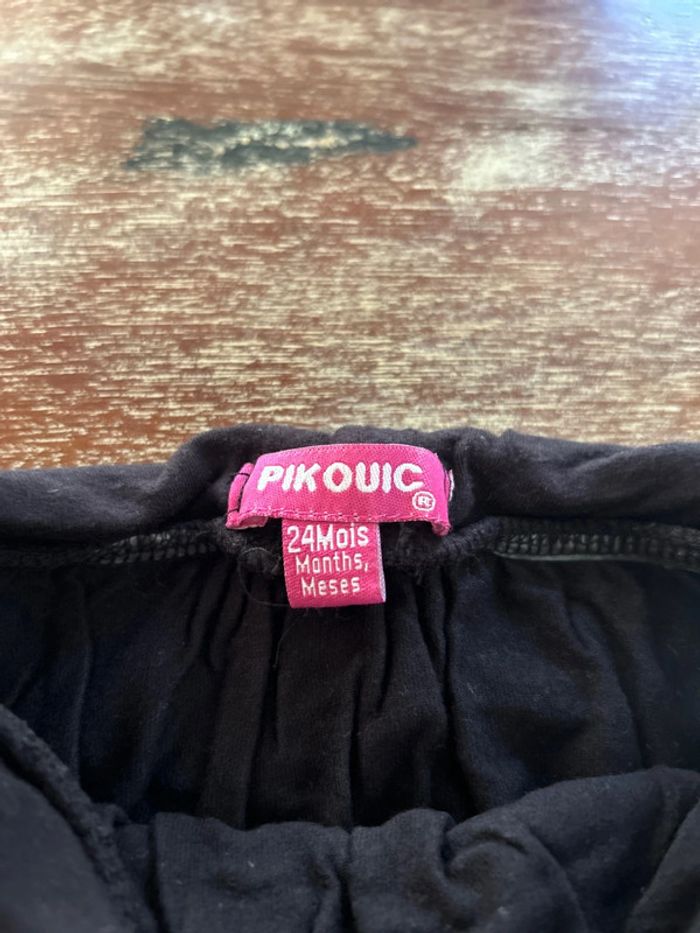 PIKOUIC ®
24Mois
Months,
Meses